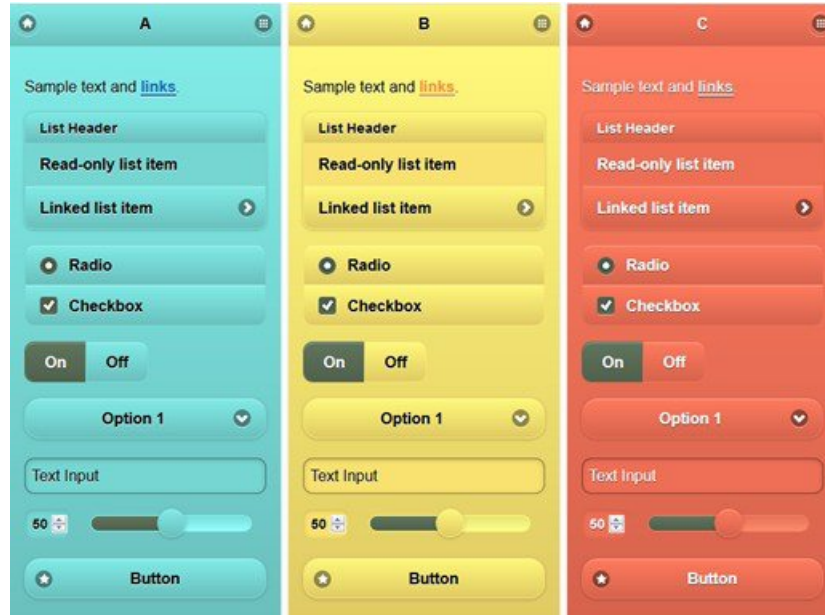 A
Sample text and links.
List Header
Read-only list item
Linked list item
Radio
Checkbox
On Off
Option 1
Text Input
50
Button
B
Sample text and links.
List Header
Read-only list item
Linked list item
Radio
Checkbox
On Off
Option 1
Text Input
50
Button
C
Sample text and links.
List Header
Read-only list item
Linked list item
Radio
Checkbox
On Off
Option 1
Text Input
50
Button